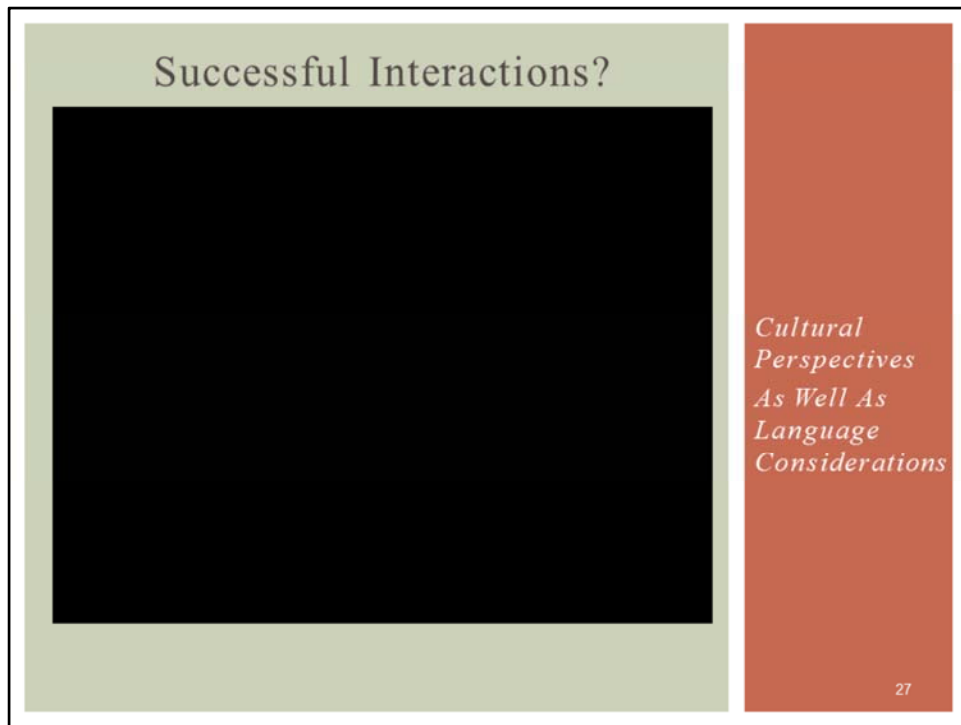 Successful Interactions?
Cultural
Perspectives
As Well As
Language
Considerations
27